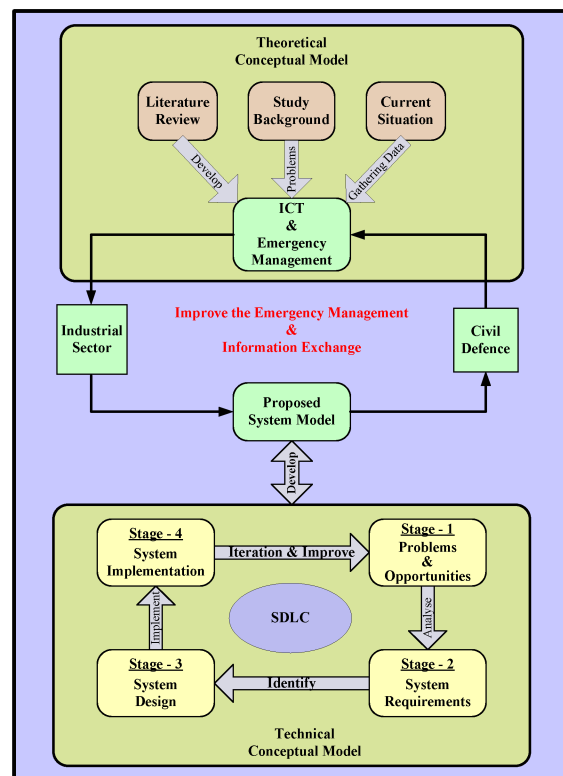 Theoretical
Conceptual Model
Literature
Review
Study
Background
Current
Situation
Develop
Problems
Gathering Data
ICT
&
Emergency
Management
Industrial
Sector
Improve the Emergency Management
&
Information Exchange
Civil
Defence
Proposed
System Model
Develop
Stage - 4
System
Implementation
Iteration & Improve
Stage - 1
Problems
&
Opportunities
Implement
SDLC
Analyse
Stage - 3
System
Design
Identify
Stage - 2
System
Requirements
Technical
Conceptual Model